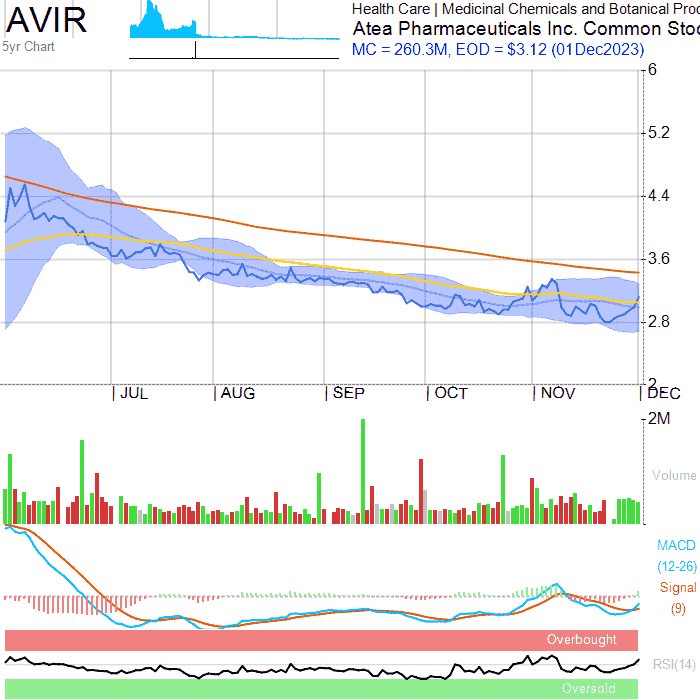 AVIR
5yr Chart
Health Care | Medicinal Chemicals and Botanical Prod
Atea Pharmaceuticals Inc. Common Stoc
MC = 260.3M, EOD = $3.12 (01Dec2023)
6
5.2
4.4
3.6
2.8
2
JUL AUG SEP OCT NOV DEC
2M
Volume
MACD
(12-26)
Signal
(9)
Overbought
RSI(14)
Oversold